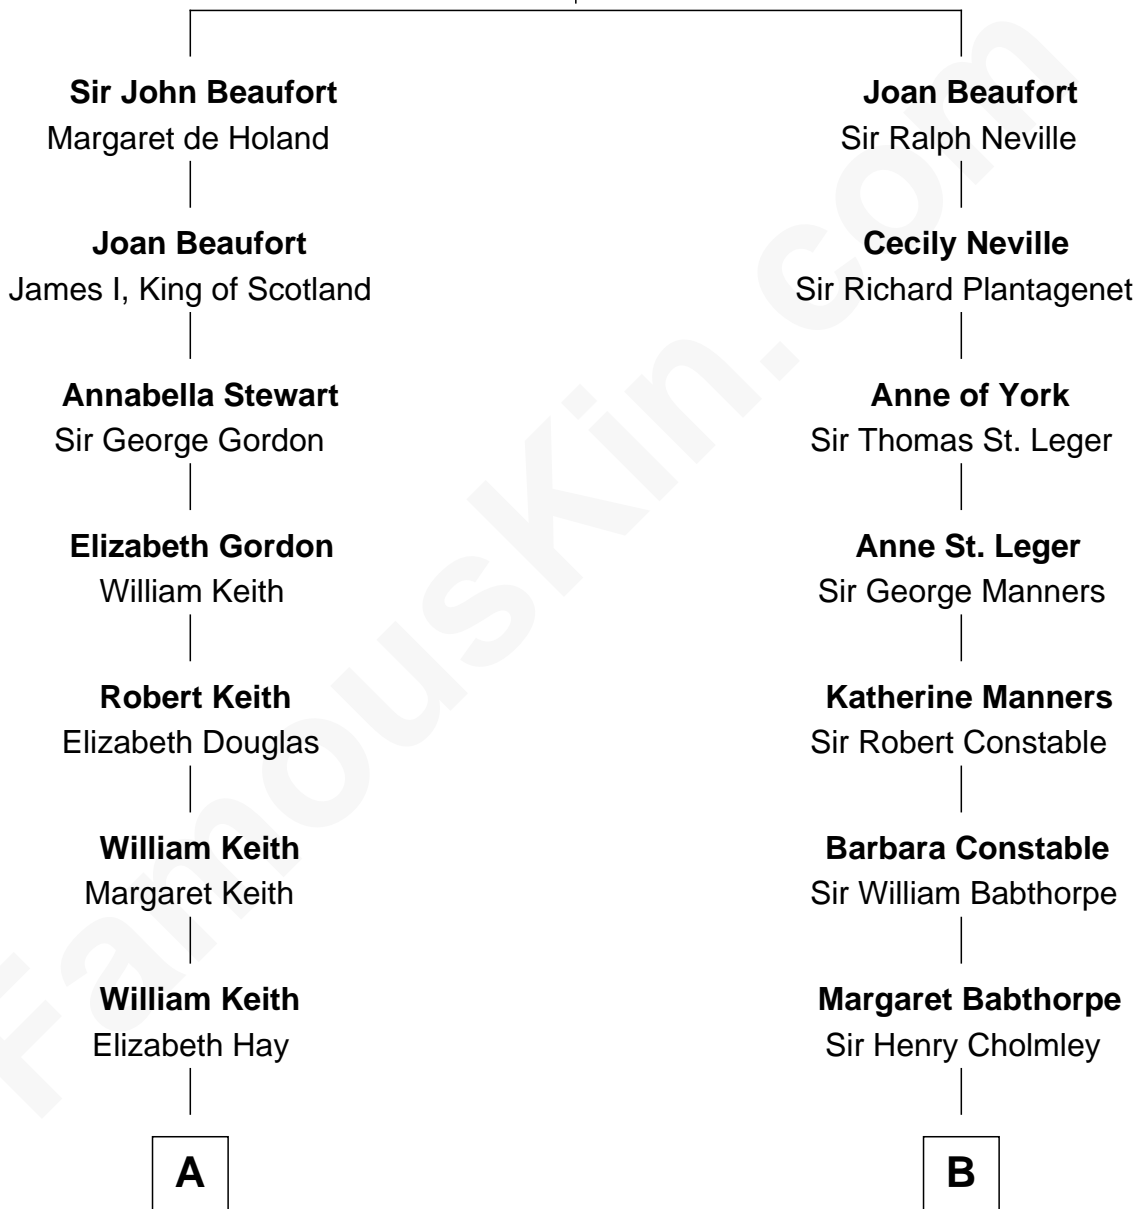 Sir John Beaufort
Margaret de Holand
Joan Beaufort
James I, King of Scotland
Annabella Stewart
Sir George Gordon
Elizabeth Gordon
William Keith
Robert Keith
Elizabeth Douglas
William Keith
Margaret Keith
William Keith
Elizabeth Hay
A
Joan Beaufort
Sir Ralph Neville
Cecily Neville
Sir Richard Plantagenet
Anne of York
Sir Thomas St. Leger
Anne St. Leger
Sir George Manners
Katherine Manners
Sir Robert Constable
Barbara Constable
Sir William Babthorpe
Margaret Babthorpe
Sir Henry Cholmley
B
FamousKin.com